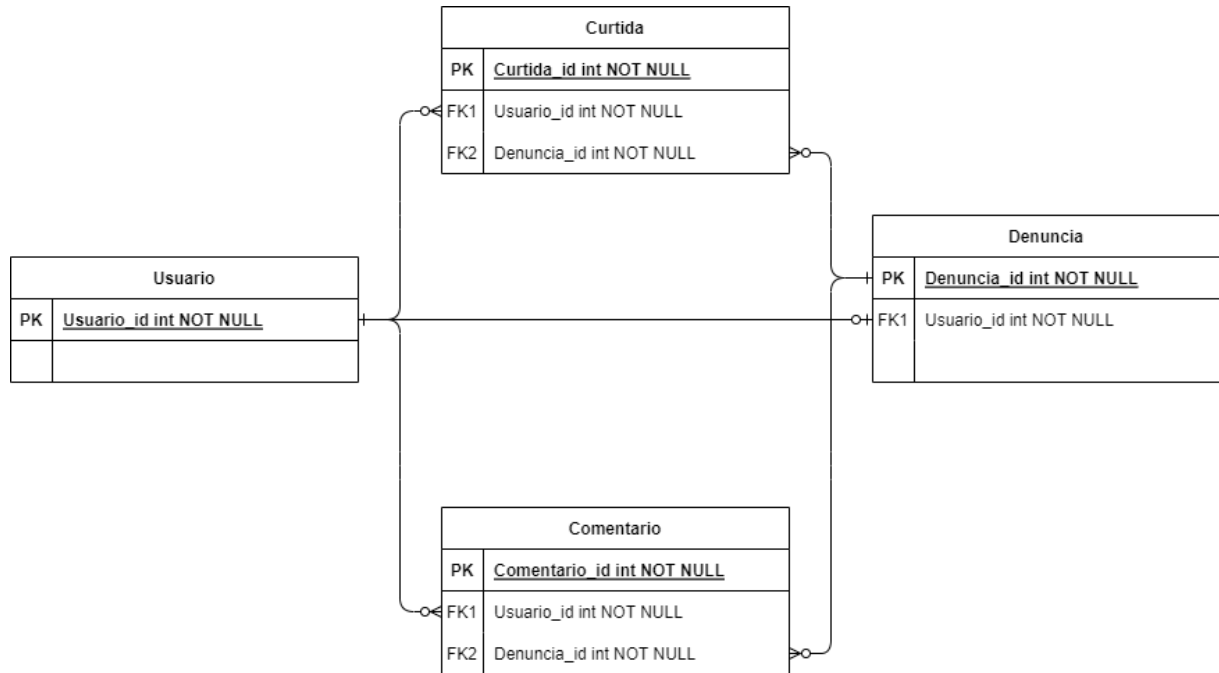 Curtida
PK Curtida_id int NOT NULL
FK1 Usuario_id int NOT NULL
FK2 Denuncia_id int NOT NULL
Denuncia
PK Denuncia_id int NOT NULL
FK1 Usuario_id int NOT NULL
Usuario
PK Usuario_id int NOT NULL
Comentario
PK Comentario_id int NOT NULL
FK1 Usuario_id int NOT NULL
FK2 Denuncia_id int NOT NULL